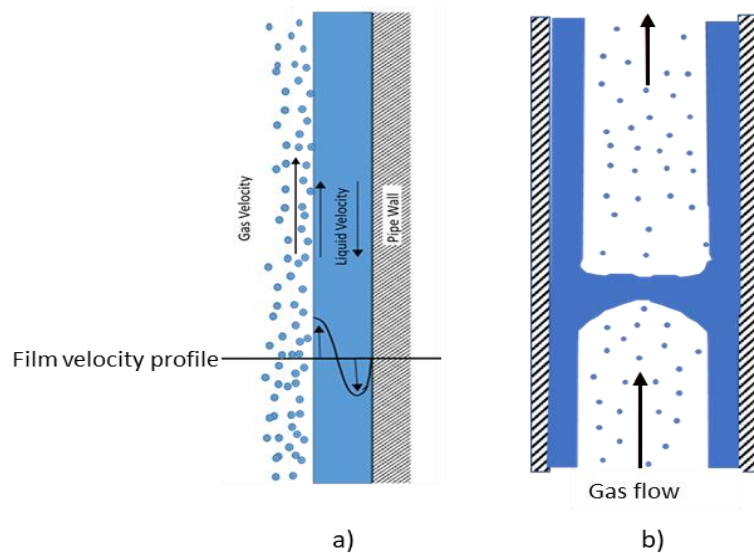 Gas Velocity
Liquid Velocity
Pipe Wall
Film velocity profile
Gas flow
a)
b)